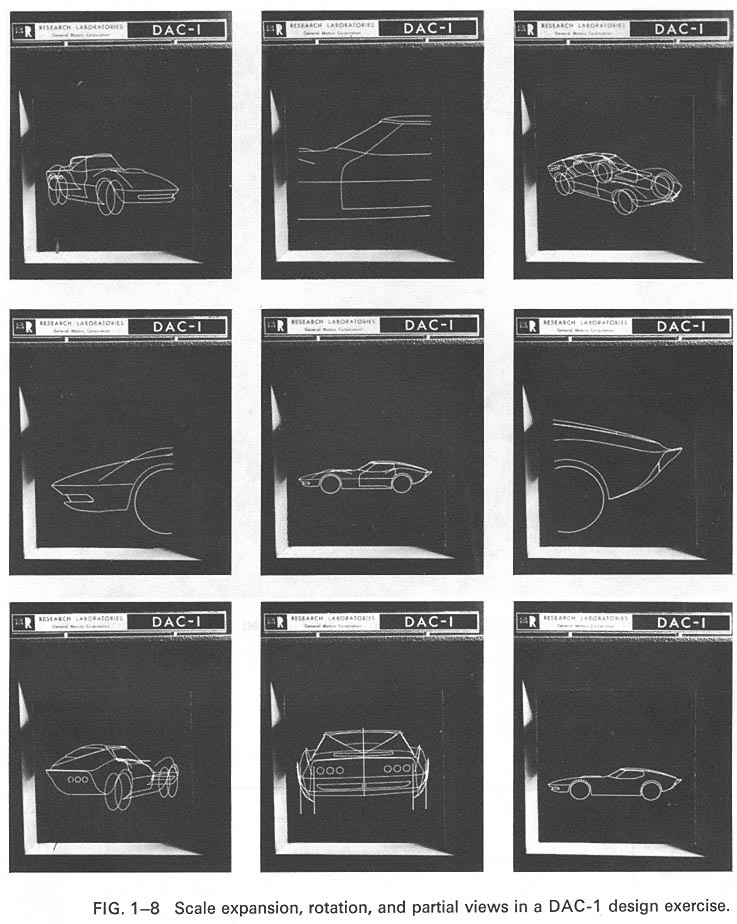 R RESEARCH LABORATORIES DAC-I
General Motors Corporation
R RESEARCH LABORATORIES DAC-I
General Motors Corporation
R RESEARCH LABORATORIES DAC-I
General Motors Corporation
R RESEARCH LABORATORIES DAC-I
General Motors Corporation
R RESEARCH LABORATORIES DAC-I
General Motors Corporation
R RESEARCH LABORATORIES DAC-I
General Motors Corporation
R RESEARCH LABORATORIES DAC-I
General Motors Corporation
R RESEARCH LABORATORIES DAC-I
General Motors Corporation
R RESEARCH LABORATORIES DAC-I
General Motors Corporation
FIG. 1–8 Scale expansion, rotation, and partial views in a DAC-1 design exercise.